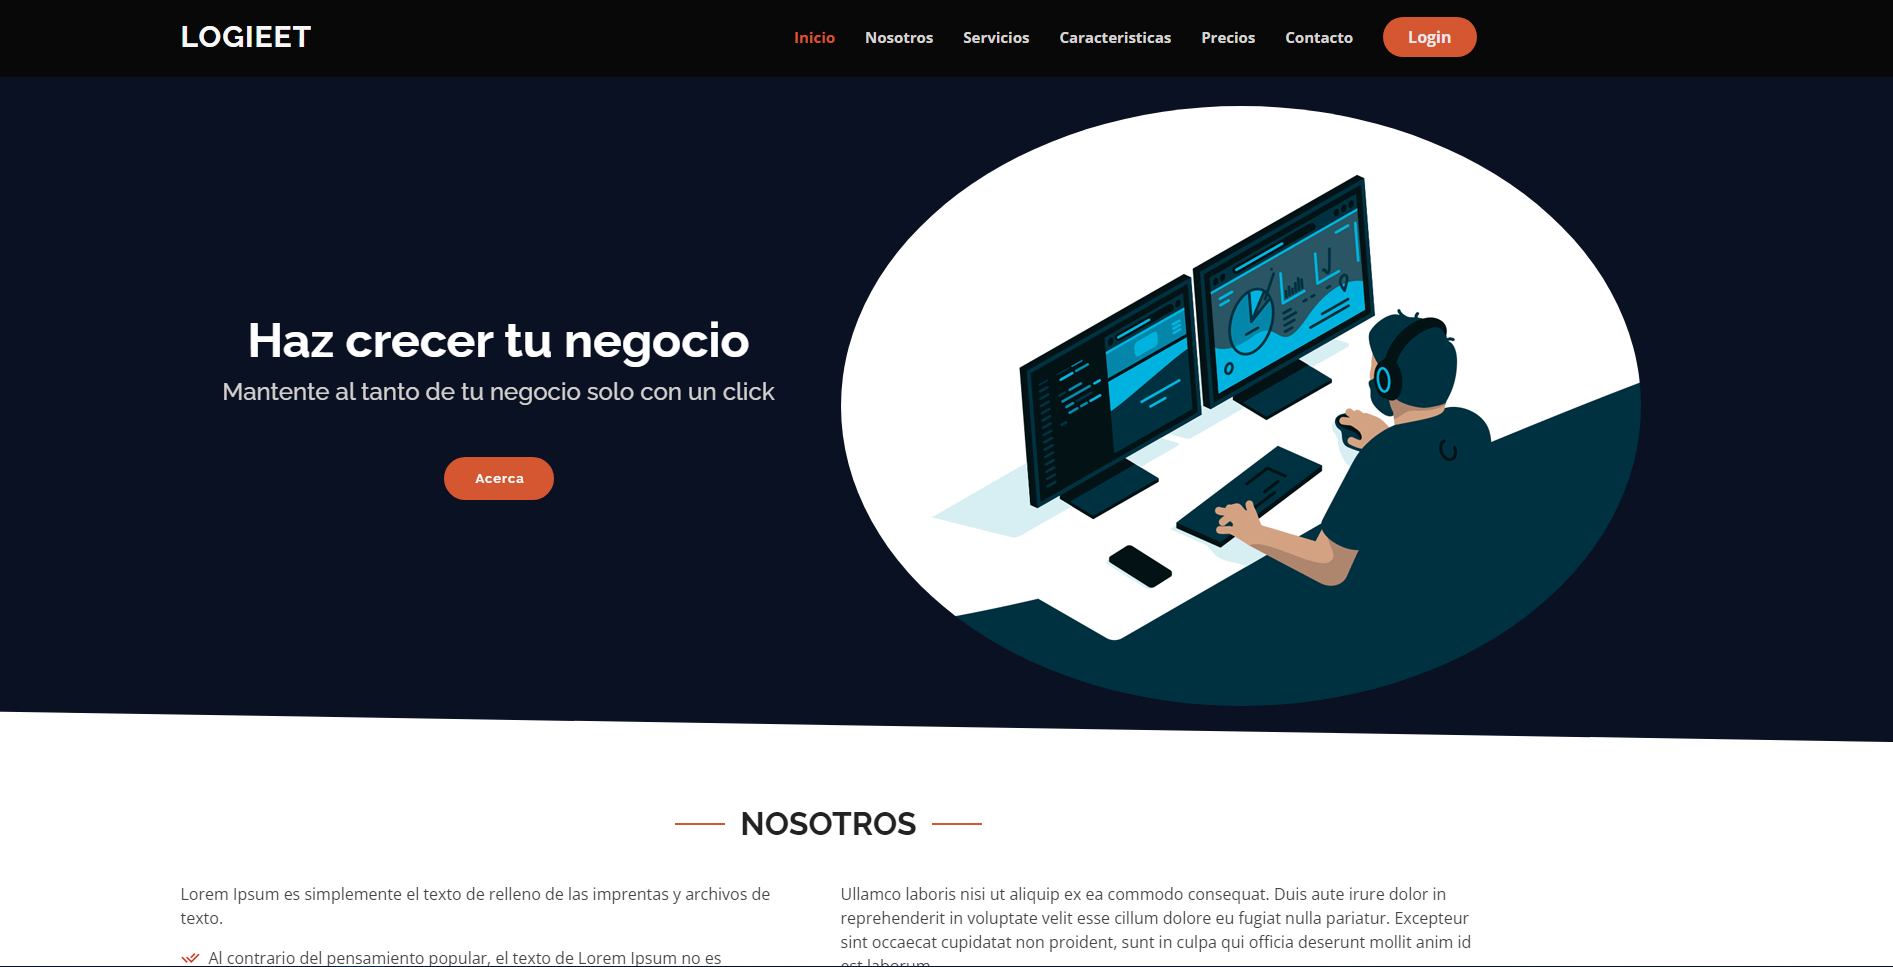 LOGIEET
Inicio Nosotros Servicios Caracteristicas Precios Contacto Login
Haz crecer tu negocio
Mantente al tanto de tu negocio solo con un click
Acerca
NOSOTROS
Lorem Ipsum es simplemente el texto de relleno de las imprentas y archivos de
texto.
Al contrario del pensamiento popular, el texto de Lorem Ipsum no es
Ullamco laboris nisi ut aliquip ex ea commodo consequat. Duis aute irure dolor in
reprehenderit in voluptate velit esse cillum dolore eu fugiat nulla pariatur. Excepteur
sint occaecat cupidatat non proident, sunt in culpa qui officia deserunt mollit anim id
est laborum.